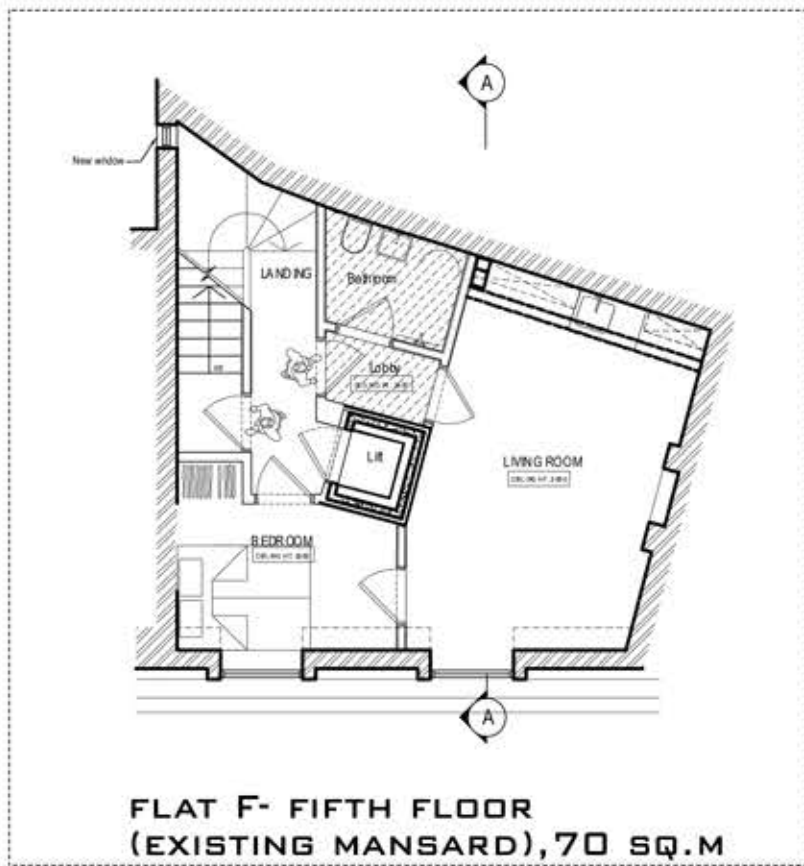 A
New window
LANDING
Bathroom
Lobby
Lift
LIVING ROOM
BEDROOM
A
FLAT F- FIFTH FLOOR
(EXISTING MANSARD),70 SQ.M